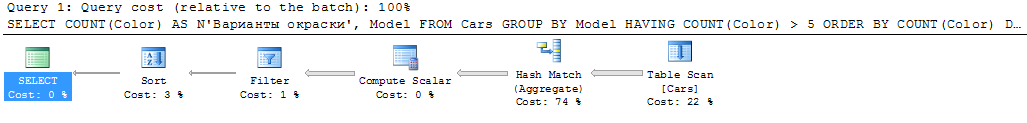 Query 1: Query cost (relative to the batch): 100%
SELECT COUNT(Color) AS N'Варианты окраски', Model FROM Cars GROUP BY Model HAVING COUNT(Color) > 5 ORDER BY COUNT(Color) D…
SELECT
Cost: 0 %
Sort
Cost: 3 %
Filter
Cost: 1 %
Compute Scalar
Cost: 0 %
Hash Match
(Aggregate)
Cost: 74 %
Table Scan
[Cars]
Cost: 22 %